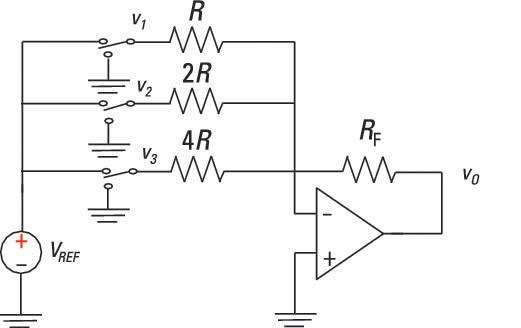 v1
R
v2
2R
v3
4R
RF
vO
VREF
+
−
−
+